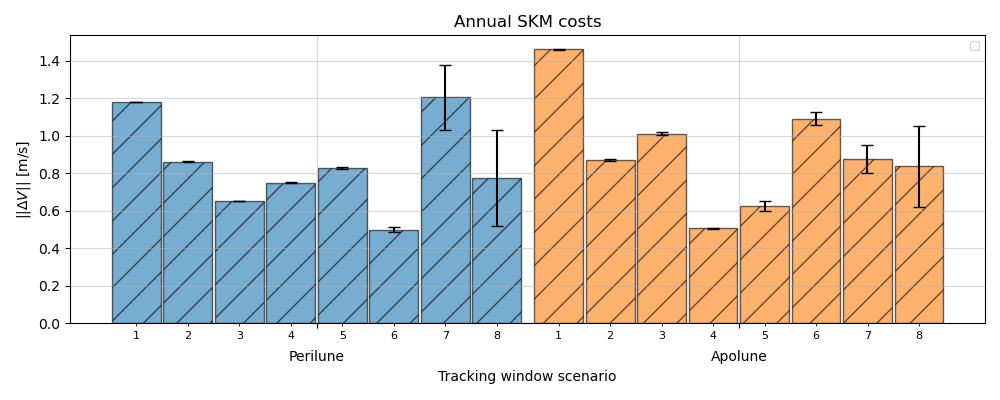 Annual SKM costs
||ΔV|| [m/s]
1.4
1.2
1.0
0.8
0.6
0.4
0.2
0.0
1 2 3 4 5 6 7 8 1 2 3 4 5 6 7 8
Perilune Apolune
Tracking window scenario